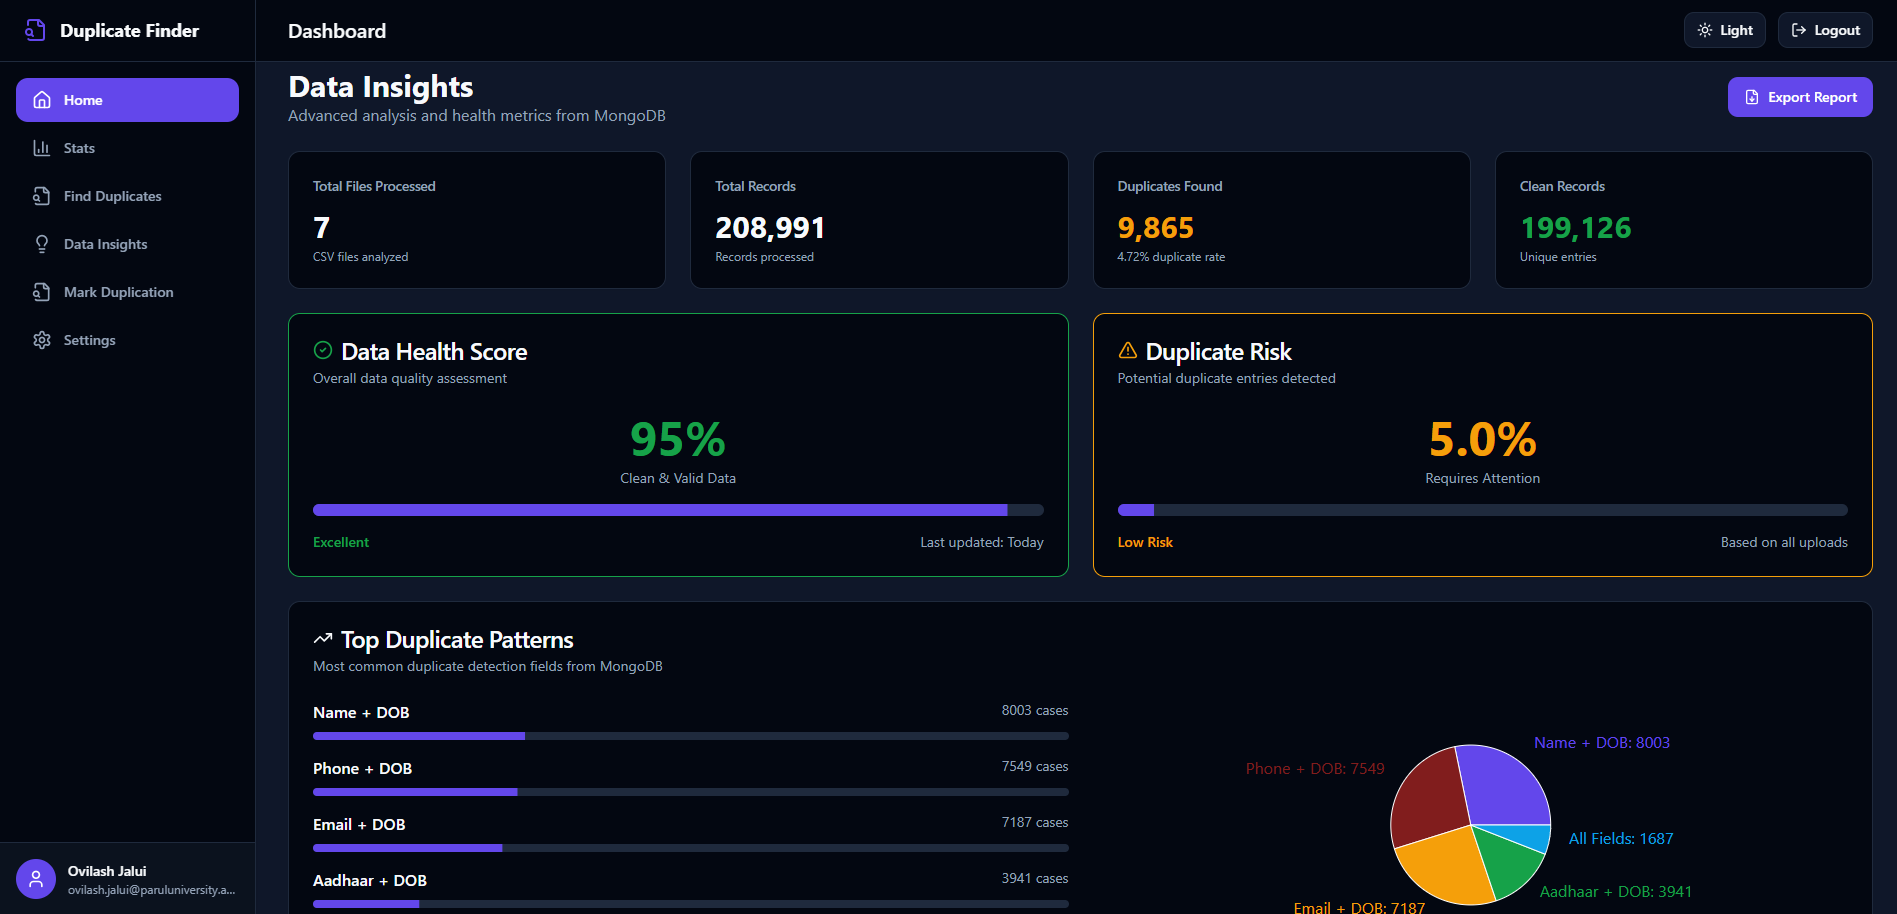 Duplicate Finder
Dashboard
Light
Logout
Home
Stats
Find Duplicates
Data Insights
Mark Duplication
Settings
Ovilash Jalui
ovilash.jalui@paruluniversity.a...
Data Insights
Advanced analysis and health metrics from MongoDB
Export Report
Total Files Processed
7
CSV files analyzed
Total Records
208,991
Records processed
Duplicates Found
9,865
4.72% duplicate rate
Clean Records
199,126
Unique entries
Data Health Score
Overall data quality assessment
95%
Clean & Valid Data
Excellent
Last updated: Today
Duplicate Risk
Potential duplicate entries detected
5.0%
Requires Attention
Low Risk
Based on all uploads
Top Duplicate Patterns
Most common duplicate detection fields from MongoDB
Name + DOB
8003 cases
Phone + DOB
7549 cases
Email + DOB
7187 cases
Aadhaar + DOB
3941 cases
Name + DOB: 8003
Phone + DOB: 7549
All Fields: 1687
Aadhaar + DOB: 3941
Email + DOB: 7187